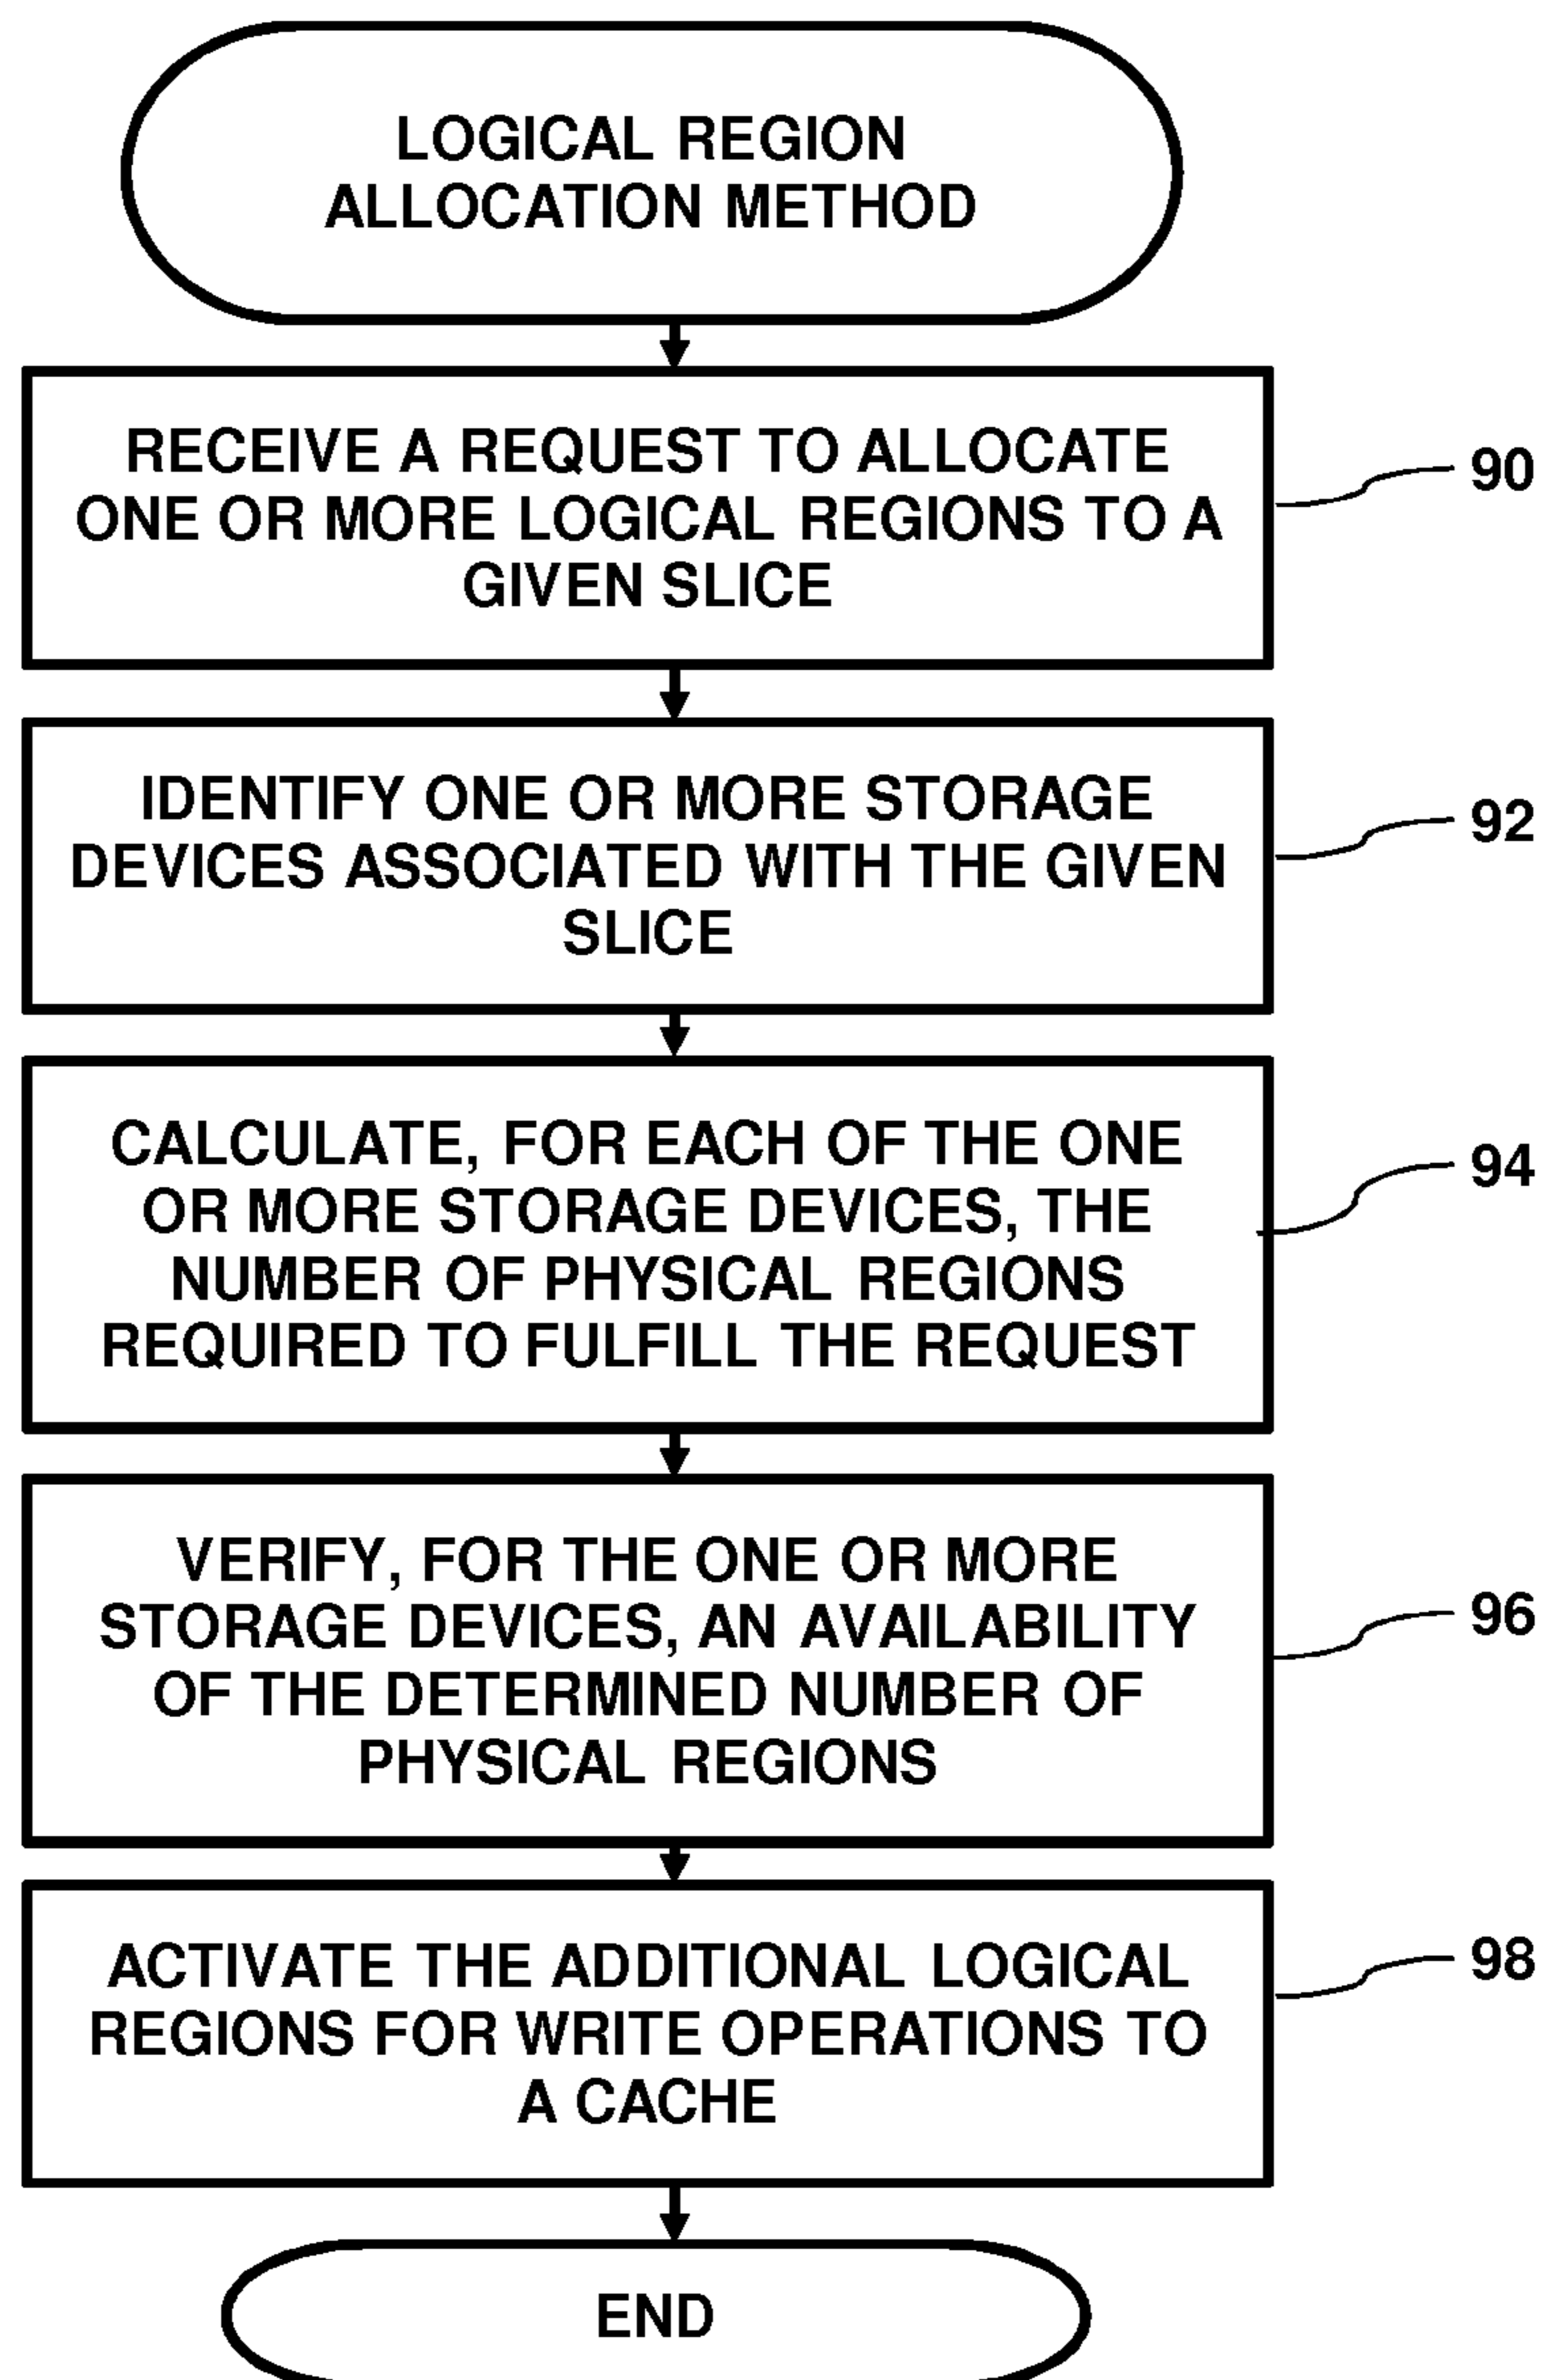 LOGICAL REGION
ALLOCATION METHOD
RECEIVE A REQUEST TO ALLOCATE
ONE OR MORE LOGICAL REGIONS TO A
GIVEN SLICE
90
IDENTIFY ONE OR MORE STORAGE
DEVICES ASSOCIATED WITH THE GIVEN
SLICE
92
CALCULATE, FOR EACH OF THE ONE
OR MORE STORAGE DEVICES, THE
NUMBER OF PHYSICAL REGIONS
REQUIRED TO FULFILL THE REQUEST
94
VERIFY, FOR THE ONE OR MORE
STORAGE DEVICES, AN AVAILABILITY
OF THE DETERMINED NUMBER OF
PHYSICAL REGIONS
96
ACTIVATE THE ADDITIONAL LOGICAL
REGIONS FOR WRITE OPERATIONS TO
A CACHE
98
END